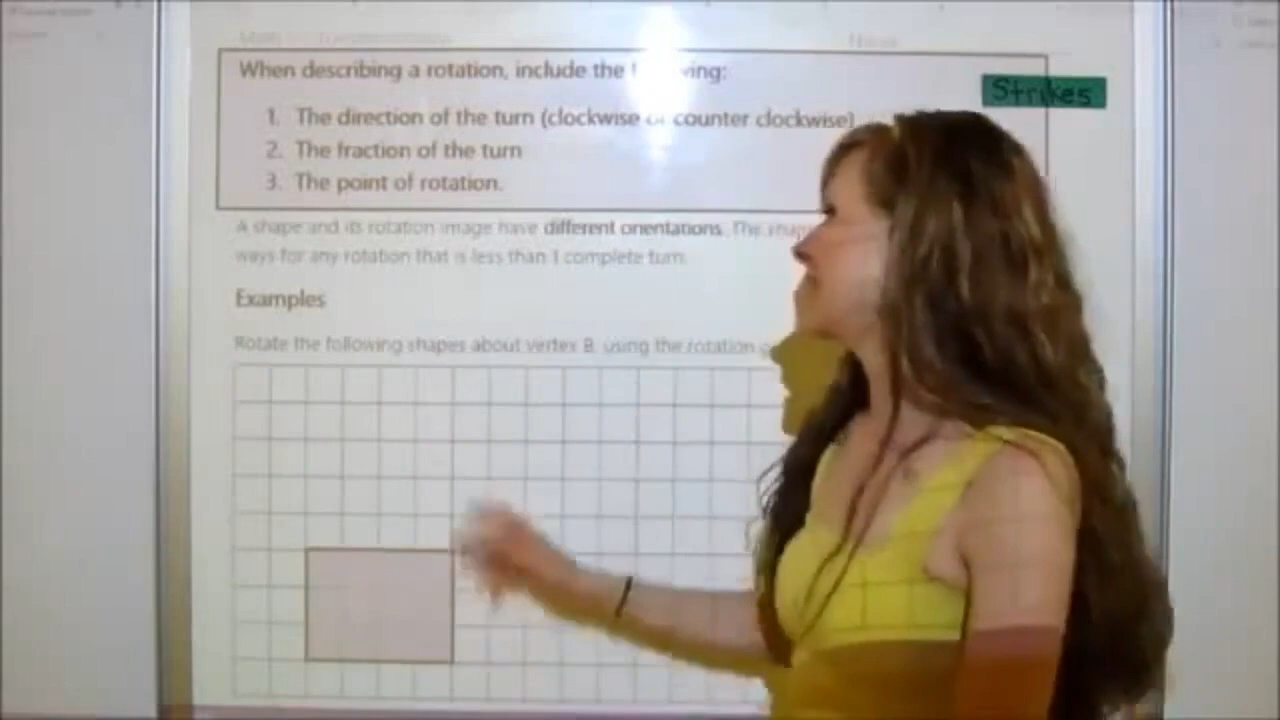 When describing a rotation, include the
Strikes
1. The direction of the turn (clockwise or counter clockwise)
2. The fraction of the turn
3. The point of rotation.
A shape and its rotation image have different orientations. The
ways for any rotation that is less than 1 complete turn.
Examples
Rotate the following shapes about vertex B, using the rotation